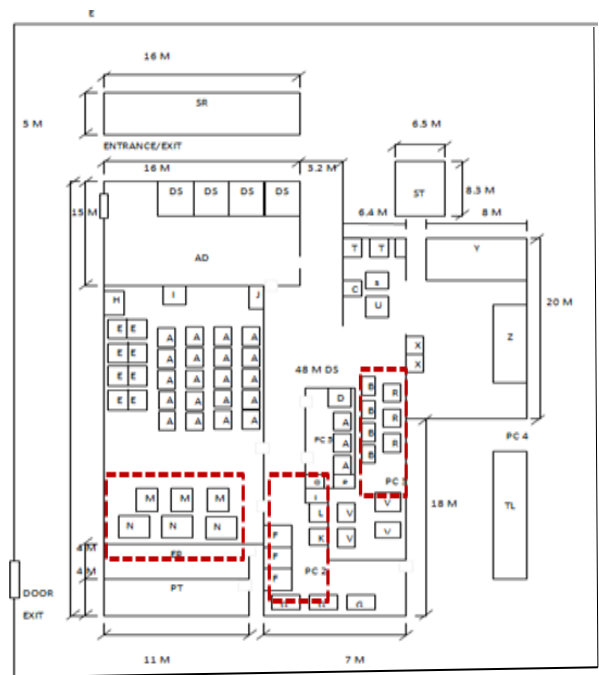 E
16 M
SR
5 M
ENTRANCE/EXIT
16 M
3.2 M
6.5 M
ST
8.3 M
6.4
8 M
DS DS DS DS
15 M
AD
T T
Y
C
U
20 M
H I J
E E A A A A
E E A A A A
E E A A A A
E E A A A A
A A A A
X
X
Z
48 M DS
D
B R
A
B R
PC 3
A
B R
A
B
PC 4
M M M
N N N
L V V
K V V
18 M
TL
F
F
F
PC 2
4 M
4 M
PT
DOOR
EXIT
11 M
7 M